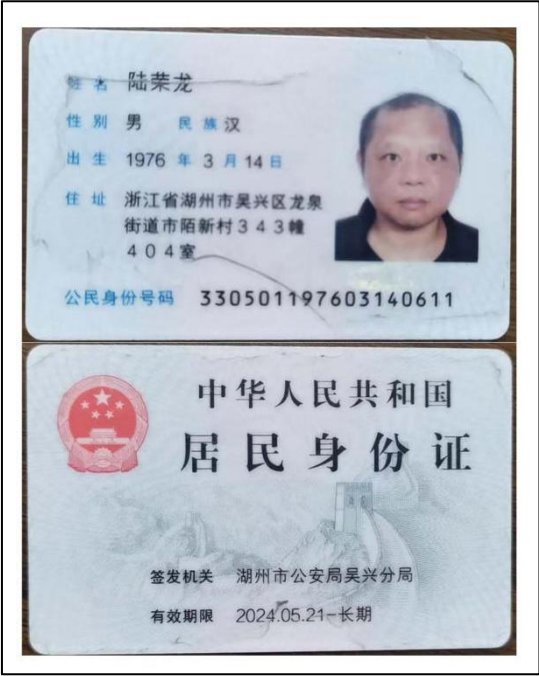 姓名 陆荣龙
性别 男 民族 汉
出生 1976 年 3 月 14 日
住址 浙江省湖州市吴兴区龙泉
街道市陌新村343幢
404室
公民身份号码 330501197603140611
中华人民共和国
居民身份证
签发机关 湖州市公安局吴兴分局
有效期限 2024.05.21-长期